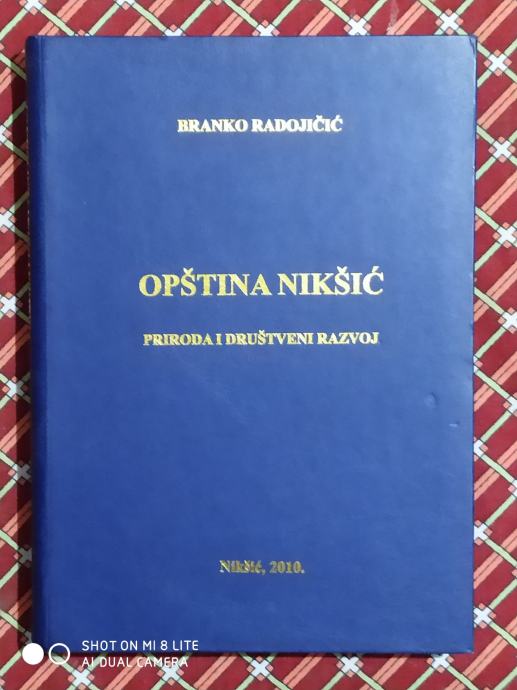 BRANKO RADOJIČIĆ
OPŠTINA NIKŠIĆ
PRIRODA I DRUŠTVENI RAZVOJ
Nikšić, 2010.
SHOT ON MI 8 LITE
AI DUAL CAMERA